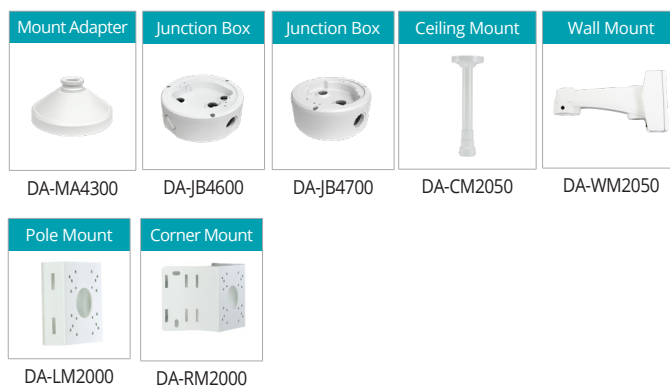 Mount Adapter
Junction Box
Junction Box
Ceiling Mount
Wall Mount
DA-MA4300
DA-JB4600
DA-JB4700
DA-CM2050
DA-WM2050
Pole Mount
Corner Mount
DA-LM2000
DA-RM2000